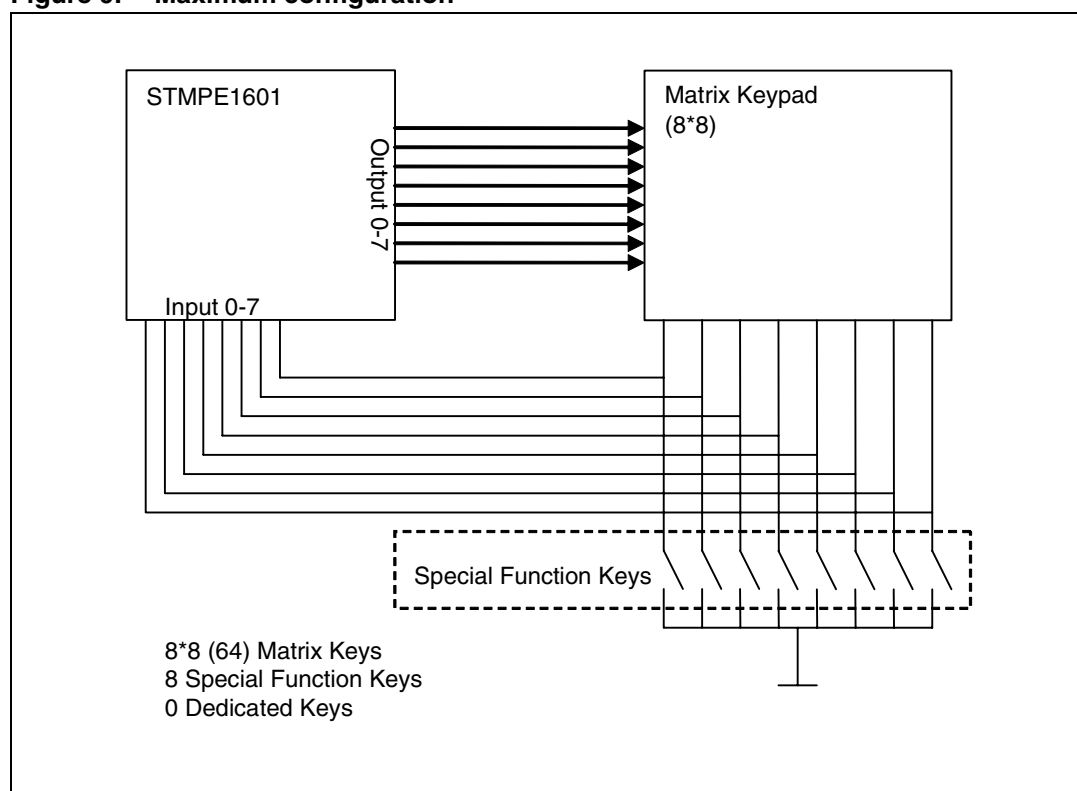 Figure Maximum configuration
STMPE1601
Matrix Keypad
(8*8)
Output 0-7
Input 0-7
Special Function Keys
8*8 (64) Matrix Keys
8 Special Function Keys
0 Dedicated Keys